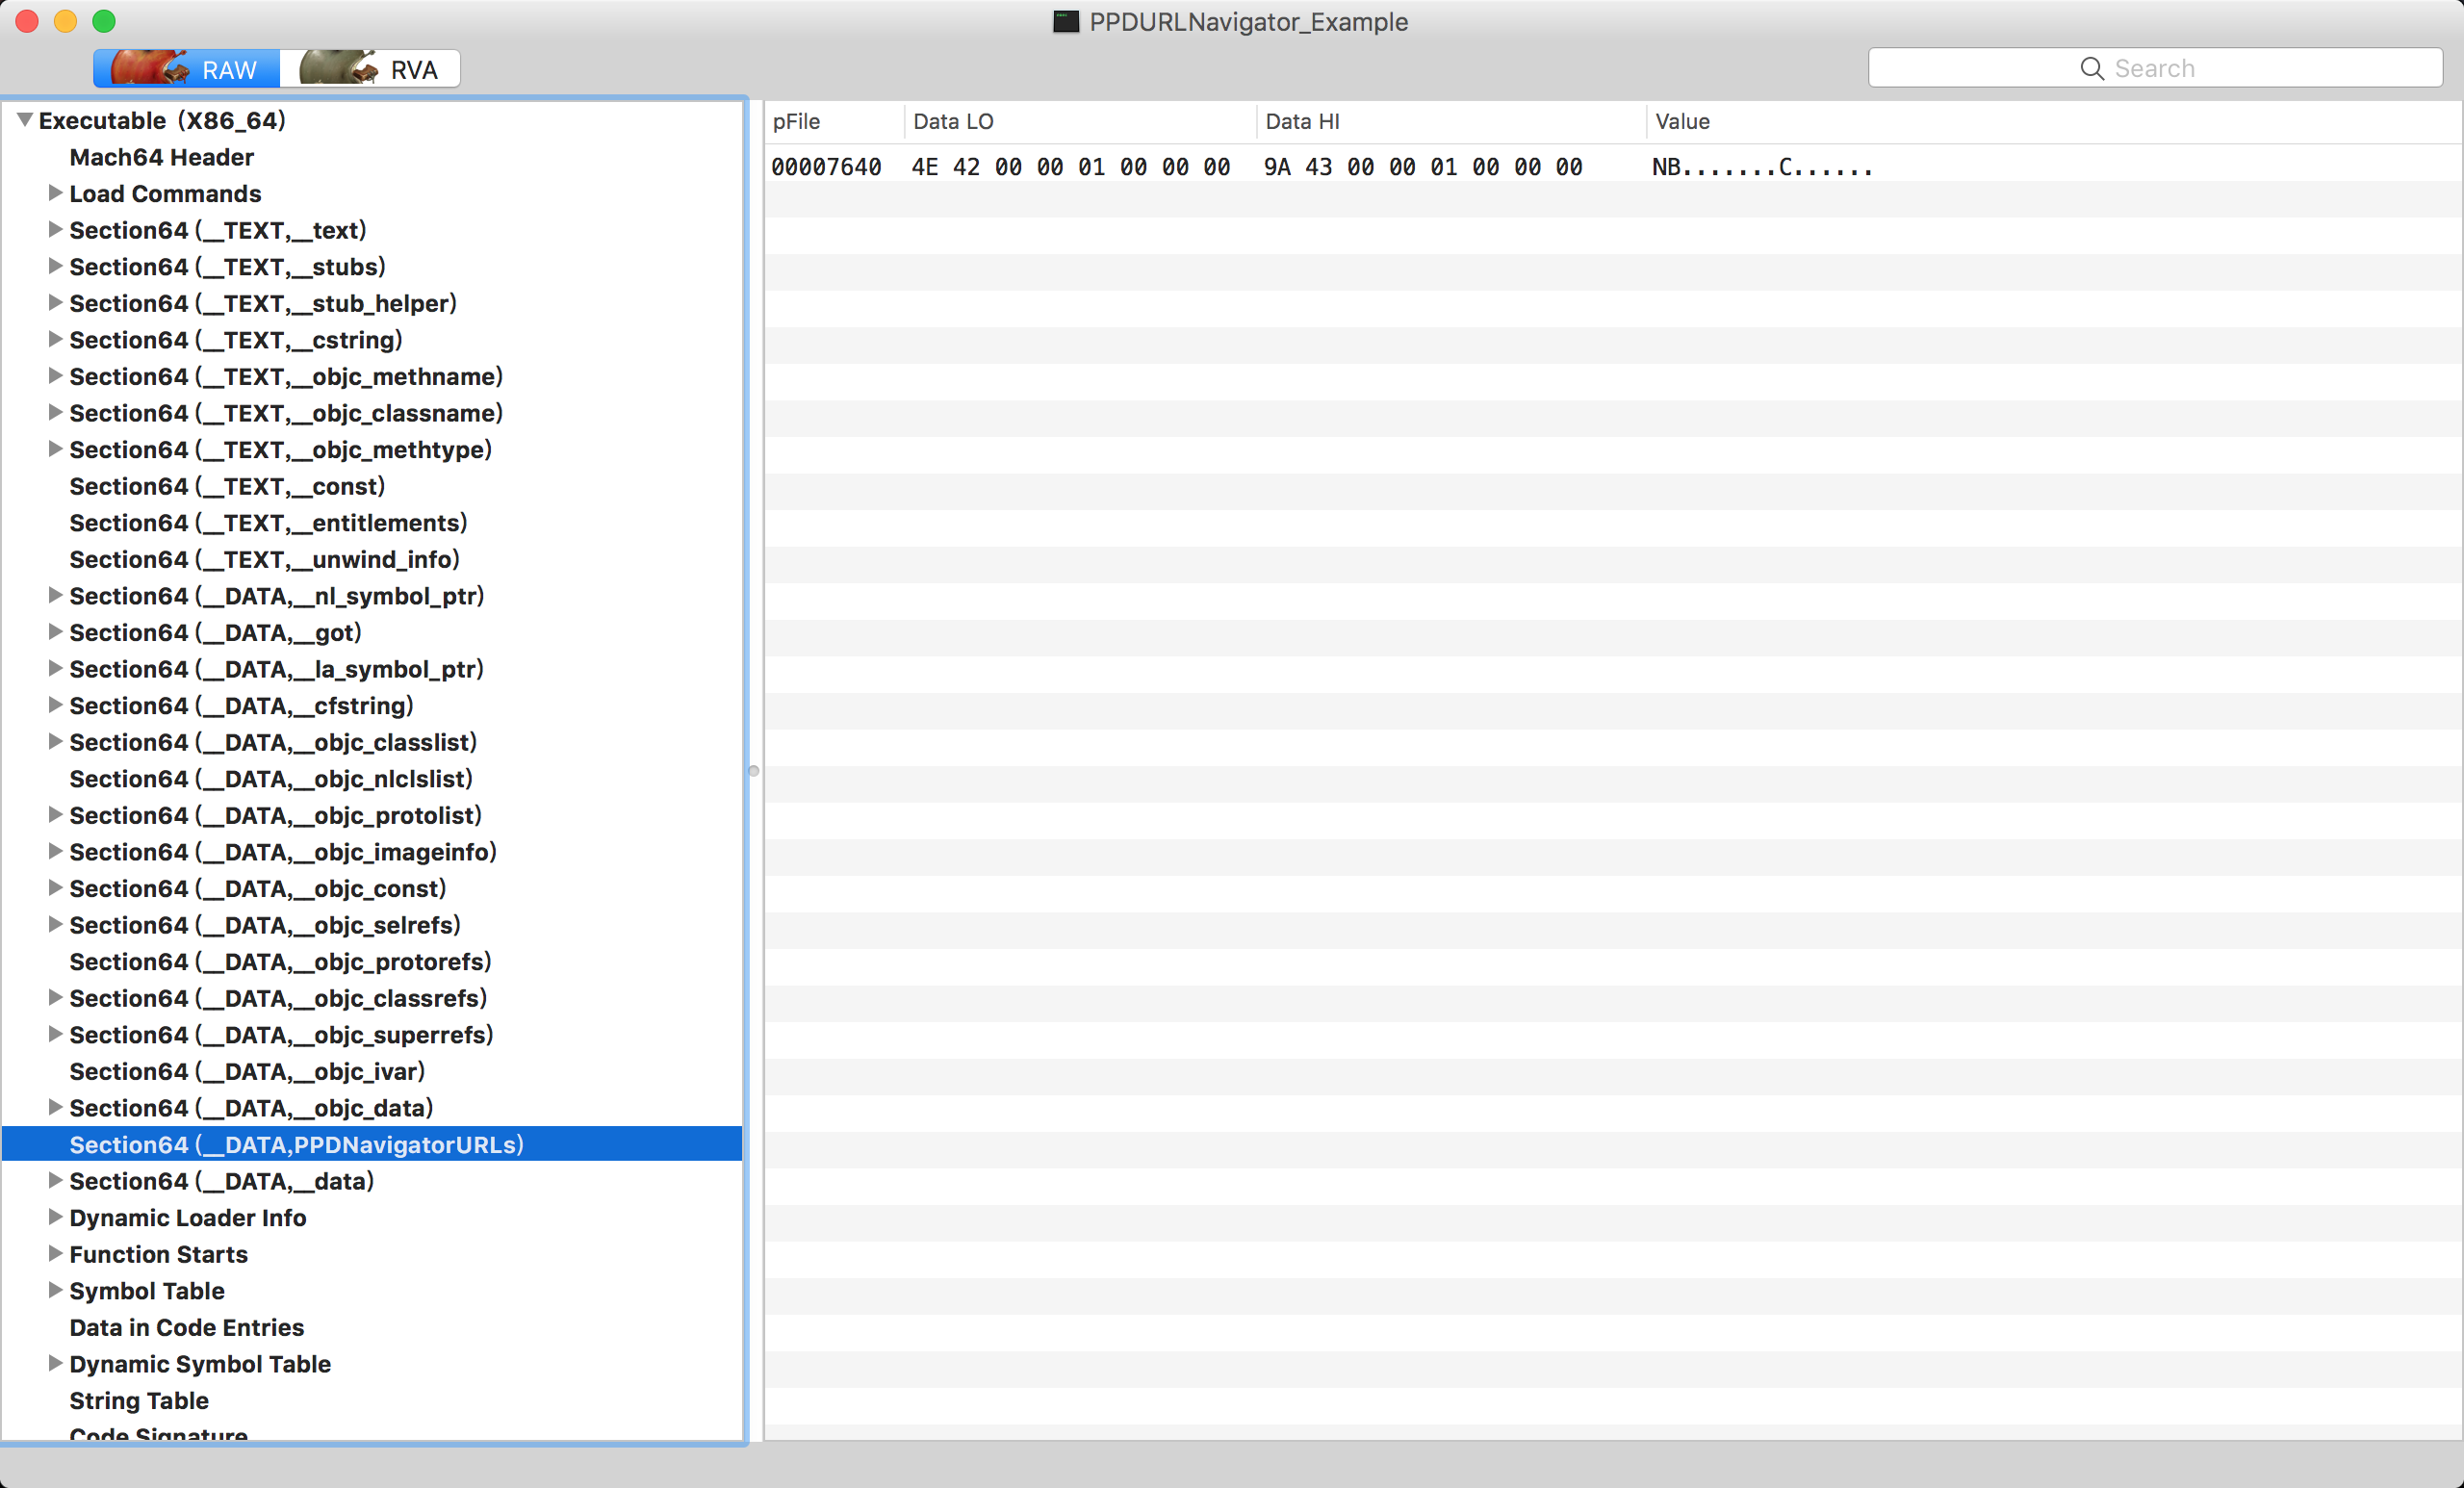 PPDURLNavigator_Example
RAW RVA Search
Executable (X86_64)
Mach64 Header
Load Commands
Section64 (__TEXT,__text)
Section64 (__TEXT,__stubs)
Section64 (__TEXT,__stub_helper)
Section64 (__TEXT,__cstring)
Section64 (__TEXT,__objc_methname)
Section64 (__TEXT,__objc_classname)
Section64 (__TEXT,__objc_methtype)
Section64 (__TEXT,__const)
Section64 (__TEXT,__entitlements)
Section64 (__TEXT,__unwind_info)
Section64 (__DATA,__nl_symbol_ptr)
Section64 (__DATA,__got)
Section64 (__DATA,__la_symbol_ptr)
Section64 (__DATA,__cfstring)
Section64 (__DATA,__objc_classlist)
Section64 (__DATA,__objc_nlclslist)
Section64 (__DATA,__objc_protolist)
Section64 (__DATA,__objc_imageinfo)
Section64 (__DATA,__objc_const)
Section64 (__DATA,__objc_selrefs)
Section64 (__DATA,__objc_protorefs)
Section64 (__DATA,__objc_classrefs)
Section64 (__DATA,__objc_superrefs)
Section64 (__DATA,__objc_ivar)
Section64 (__DATA,__objc_data)
Section64 (__DATA,PPDNavigatorURLs)
Section64 (__DATA,__data)
Dynamic Loader Info
Function Starts
Symbol Table
Data in Code Entries
Dynamic Symbol Table
String Table
Code Signature
pFile Data LO Data HI Value
00007640 4E 42 00 00 01 00 00 00 9A 43 00 00 01 00 00 00 NB.......C......